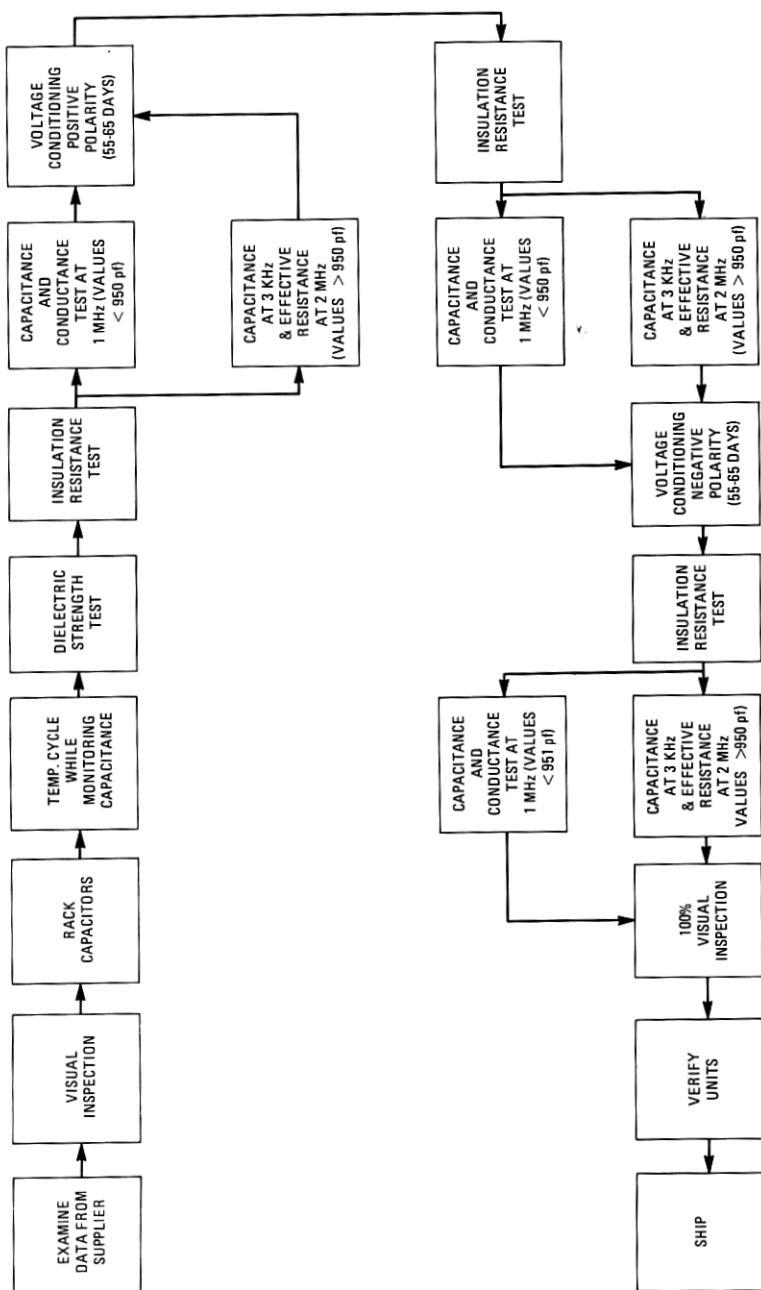 EXAMINE
DATA FROM
SUPPLIER
VISUAL
INSPECTION
RACK
CAPACITORS
TEMP. CYCLE
WHILE
MONITORING
CAPACITANCE
DIELECTRIC
STRENGTH
TEST
INSULATION
RESISTANCE
TEST
CAPACITANCE
AND
CONDUCTANCE
TEST AT
1 MHz (VALUES
< 950 pf)
CAPACITANCE
AT 3 KHz
& EFFECTIVE
RESISTANCE
AT 2 MHz
(VALUES > 950 pf)
VOLTAGE
CONDITIONING
POSITIVE
POLARITY
(55-65 DAYS)
INSULATION
RESISTANCE
TEST
CAPACITANCE
AND
CONDUCTANCE
TEST AT
1 MHz (VALUES
< 950 pf)
CAPACITANCE
AT 3 KHz
& EFFECTIVE
RESISTANCE
AT 2 MHz
(VALUES > 950 pf)
VOLTAGE
CONDITIONING
NEGATIVE
POLARITY
(55-65 DAYS)
INSULATION
RESISTANCE
TEST
CAPACITANCE
AND
CONDUCTANCE
TEST AT
1 MHz (VALUES
< 951 pf)
CAPACITANCE
AT 3 KHz
& EFFECTIVE
RESISTANCE
AT 2 MHz
VALUES >950 pf)
100%
VISUAL
INSPECTION
VERIFY
UNITS
SHIP